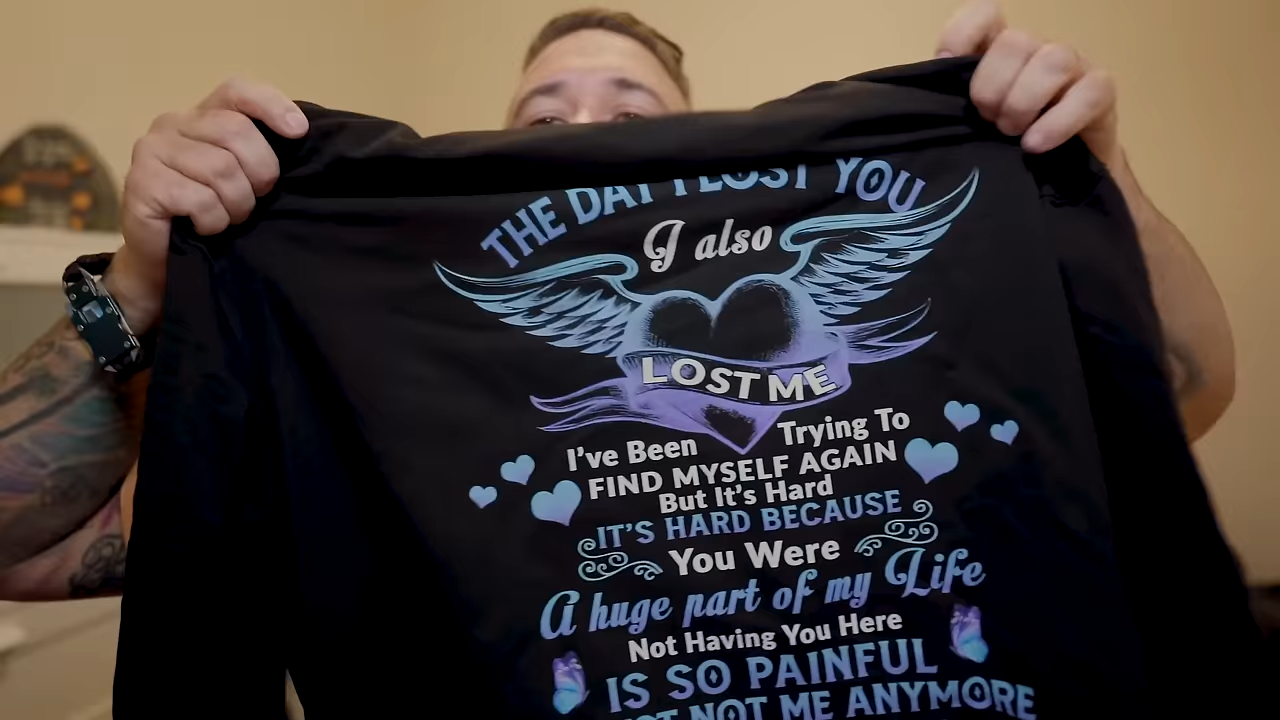 THE DAY I LOST YOU
I also
LOST ME
I've Been Trying To
FIND MYSELF AGAIN
But It's Hard
IT'S HARD BECAUSE
You Were
A huge part of my Life
Not Having You Here
IS SO PAINFUL
NOT ME ANYMORE